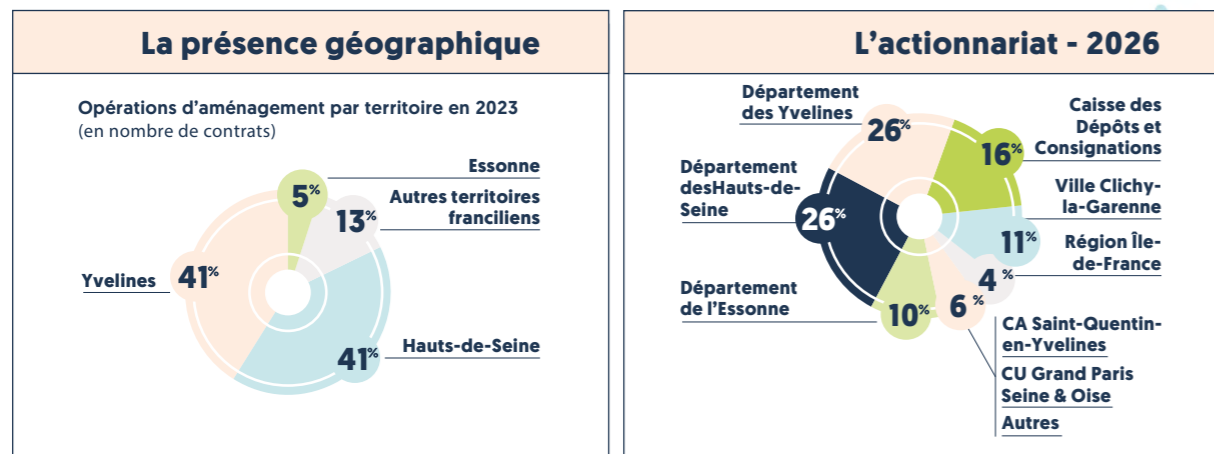 La présence géographique
Opérations d'aménagement par territoire en 2023
(en nombre de contrats)
Essonne
5%
Autres territoires
franciliens
13%
Yvelines
41%
Hauts-de-Seine
41%
L'actionnariat - 2026
Département
des Yvelines
26%
Caisse des
Dépôts et
Consignations
16%
Département
desHauts-de-
Seine
26%
Ville Clichy-
la-Garenne
11%
Région Île-
de-France
4%
Département
de l'Essonne
10%
6%
CA Saint-Quentin-
en-Yvelines
CU Grand Paris
Seine & Oise
Autres